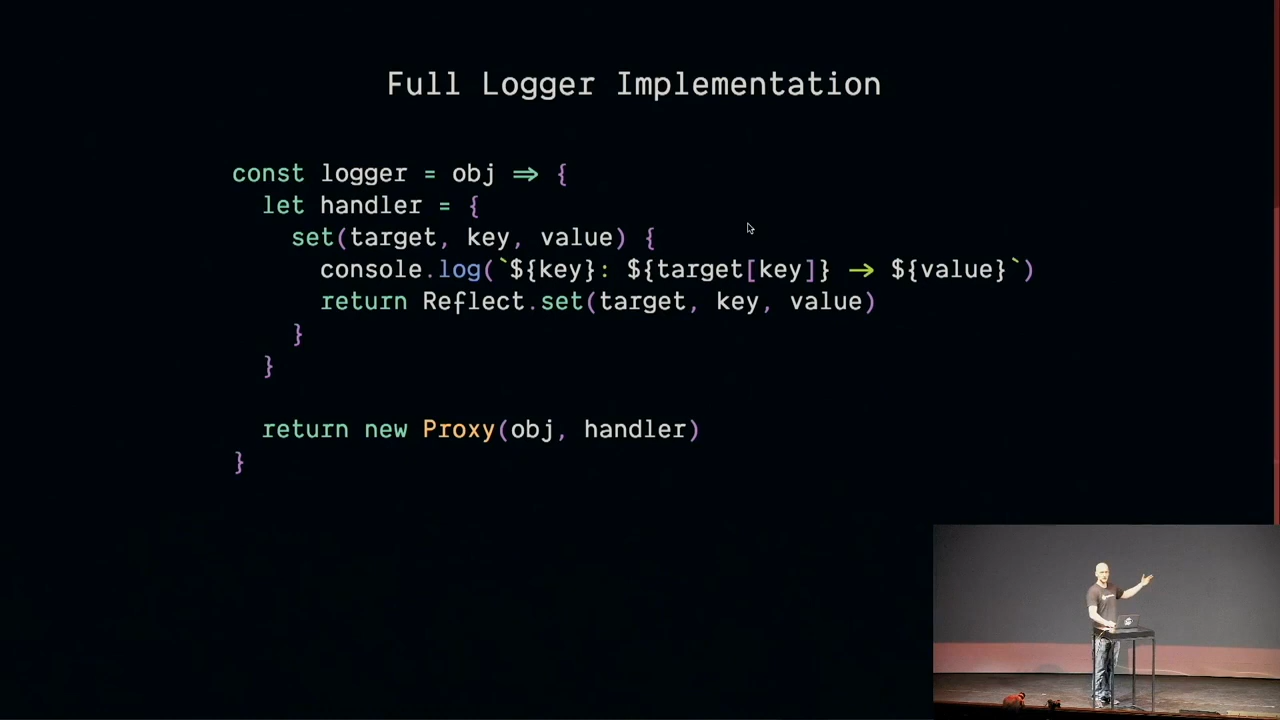 Full Logger Implementation
const logger = obj => {
let handler = {
set(target, key, value) {
console.log(`${key}: ${target[key]} -> ${value}`)
return Reflect.set(target, key, value)
}
}
return new Proxy(obj, handler)
}